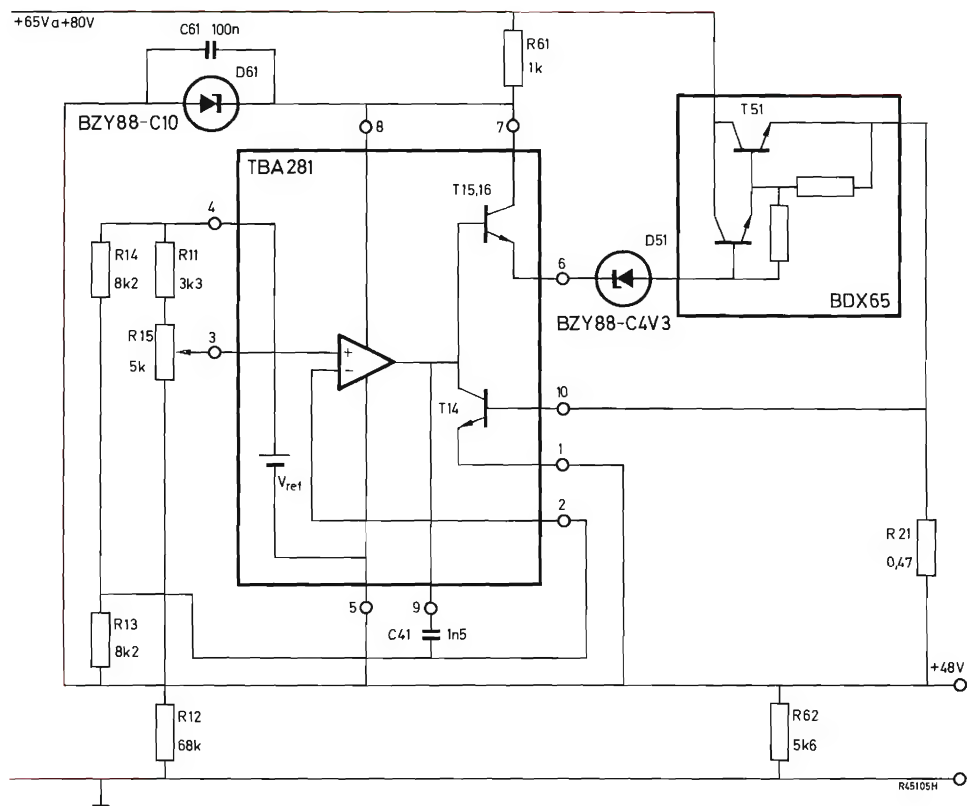 +65V a +80V
C61 100n
D61
BZY88-C10
R61
1k
8
7
T51
TBA281
T15,16
4
R14
8k2
R11
3k3
6
D51
BZY88-C4V3
BDX65
R15
5k
3
+
−
T14
10
1
Vref
2
R21
0,47
5
9
C41
1n5
R13
8k2
+48V
R12
68k
R62
5k6
R45105H